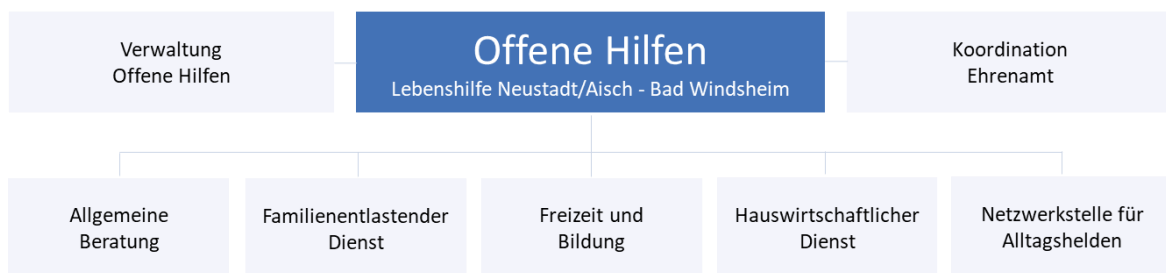 Verwaltung
Offene Hilfen
Offene Hilfen
Lebenshilfe Neustadt/Aisch - Bad Windsheim
Koordination
Ehrenamt
Allgemeine
Beratung
Familienentlastender
Dienst
Freizeit und
Bildung
Hauswirtschaftlicher
Dienst
Netzwerkstelle für
Alltagshelden